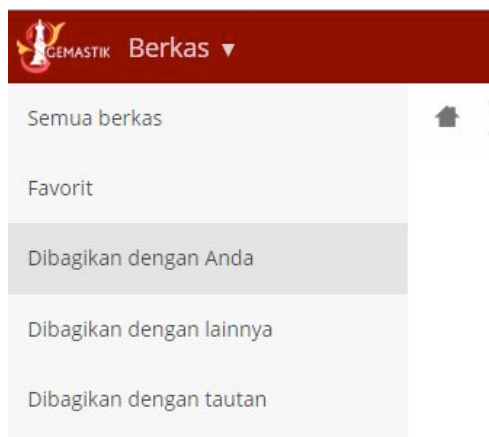 GEMASTIK Berkas ▼
Semua berkas
Favorit
Dibagikan dengan Anda
Dibagikan dengan lainnya
Dibagikan dengan tautan